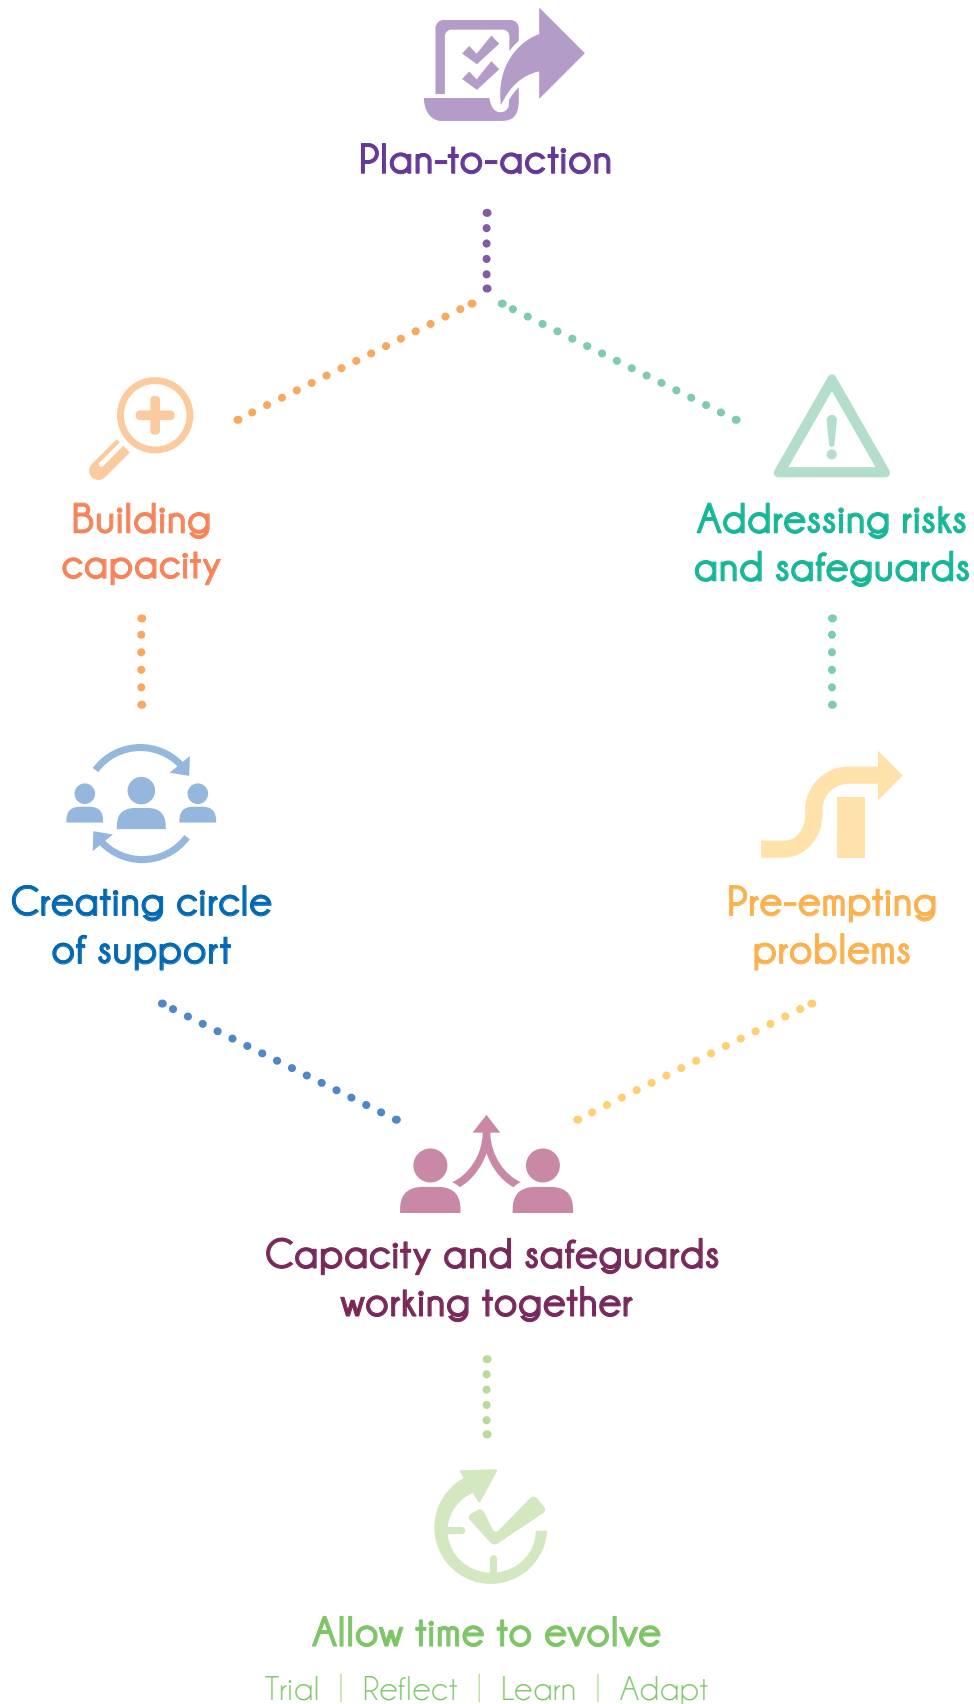 Plan-to-action
Building
capacity
Addressing risks
and safeguards
Creating circle
of support
Pre-empting
problems
Capacity and safeguards
working together
Allow time to evolve
Trial | Reflect | Learn | Adapt